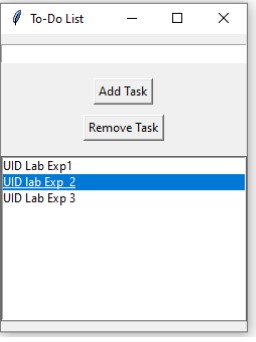 To-Do List
Add Task
Remove Task
UID Lab Exp1
UID lab Exp 2
UID Lab Exp 3